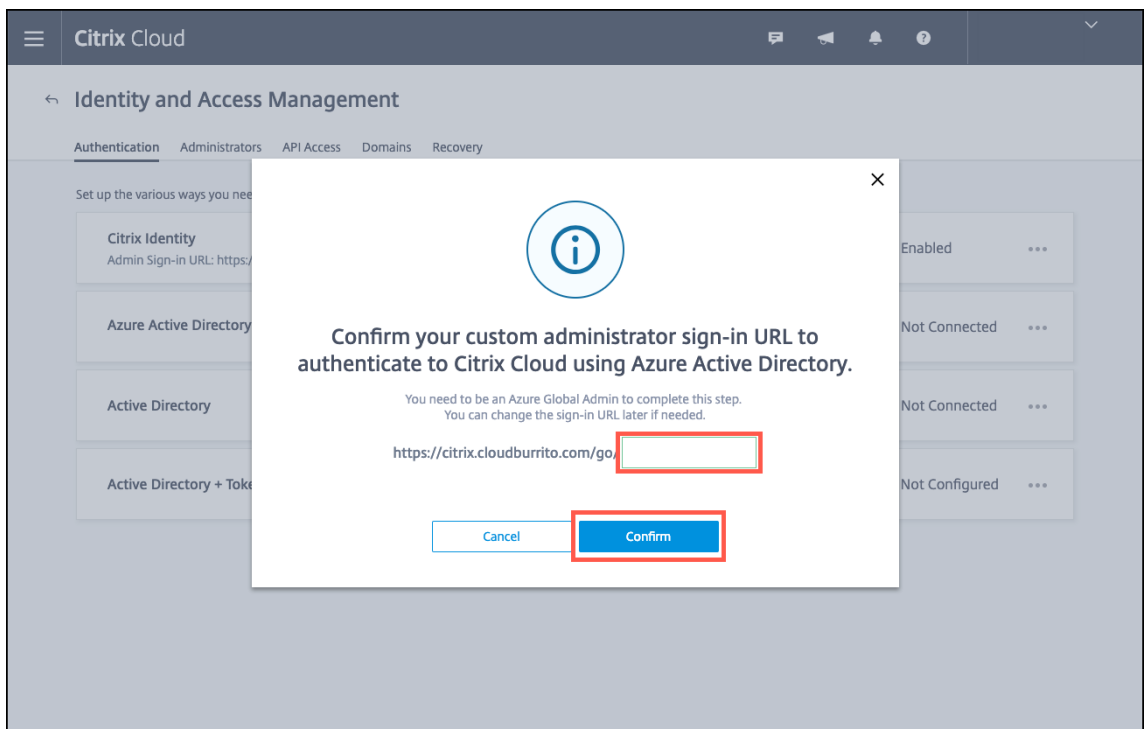 Citrix Cloud
Identity and Access Management
Authentication Administrators API Access Domains Recovery
Set up the various ways you nee
Citrix Identity
Admin Sign-in URL: https:/
Enabled
Azure Active Directory
Not Connected
Active Directory
Not Connected
Active Directory + Toke
Not Configured
Confirm your custom administrator sign-in URL to
authenticate to Citrix Cloud using Azure Active Directory.
You need to be an Azure Global Admin to complete this step.
You can change the sign-in URL later if needed.
https://citrix.cloudburrito.com/go/
Cancel Confirm